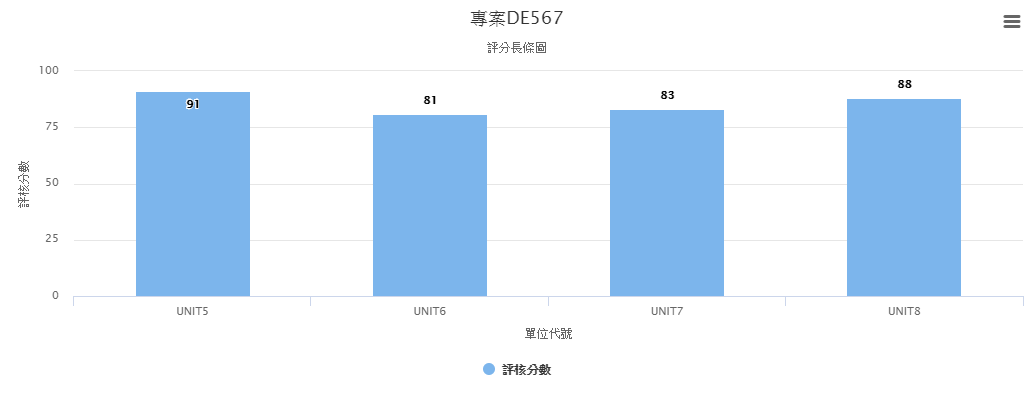 專案DE567
評分長條圖
評核分數
100
75
50
25
0
91
81
83
88
UNIT5
UNIT6
UNIT7
UNIT8
單位代號
評核分數